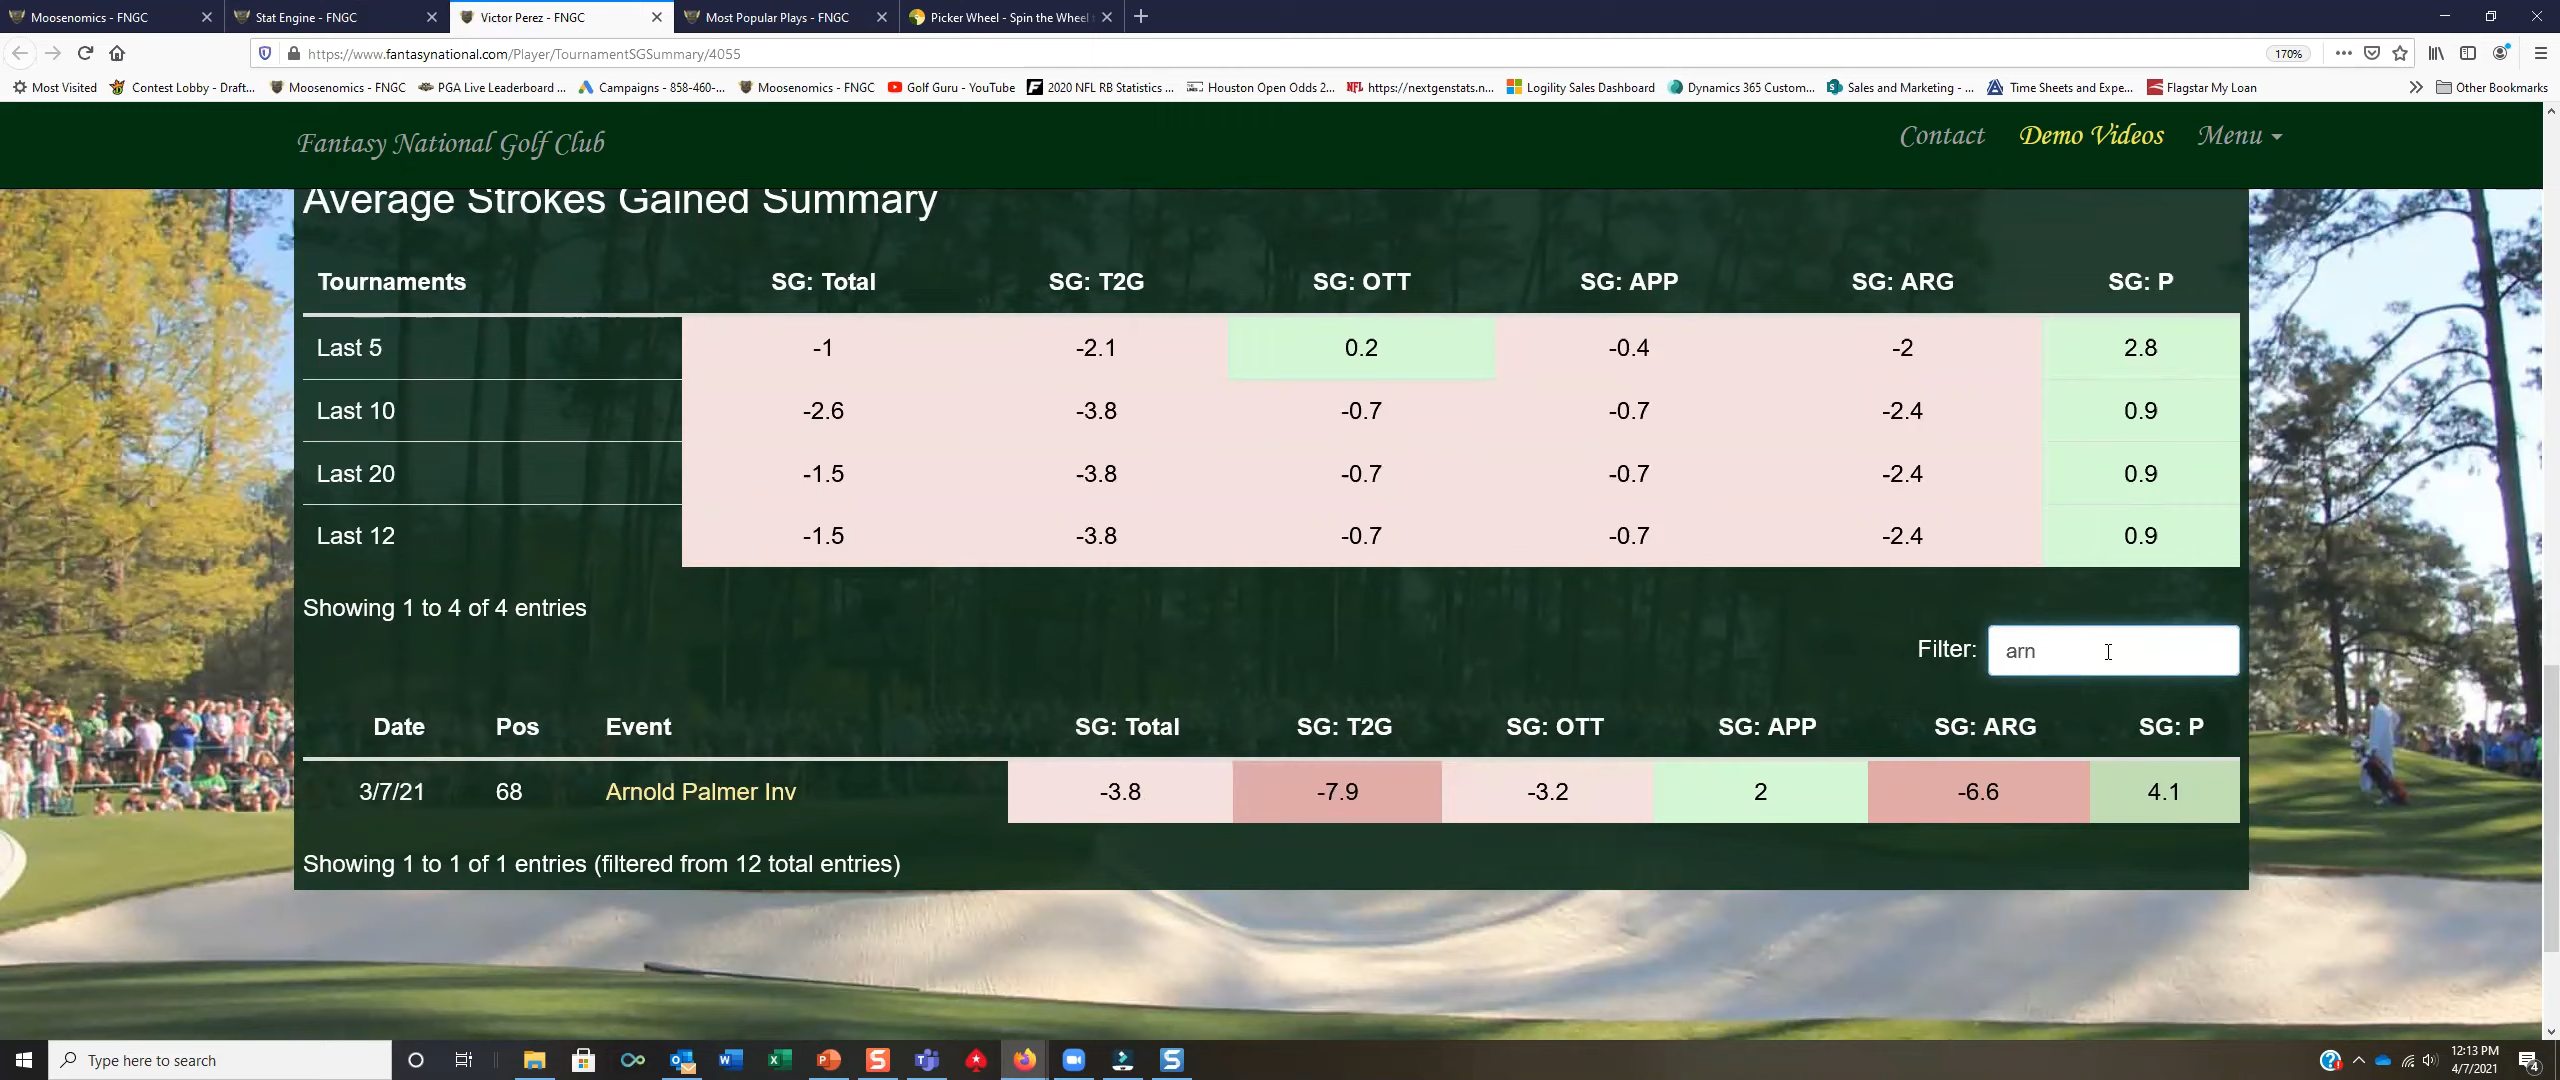 Moosenomics - FNGC
Stat Engine - FNGC
Victor Perez - FNGC
Most Popular Plays - FNGC
Picker Wheel - Spin the Wheel
https://www.fantasynational.com/Player/TournamentSGSummary/4055
170%
Most Visited
Contest Lobby - Draft...
Moosenomics - FNGC
PGA Live Leaderboard ...
Campaigns - 858-460-...
Moosenomics - FNGC
Golf Guru - YouTube
2020 NFL RB Statistics ...
Houston Open Odds 2...
https://nextgenstats.n...
Logility Sales Dashboard
Dynamics 365 Custom...
Sales and Marketing - ...
Time Sheets and Expe...
Flagstar My Loan
Other Bookmarks
Fantasy National Golf Club
Contact
Demo Videos
Menu
Average Strokes Gained Summary
Tournaments SG: Total SG: T2G SG: OTT SG: APP SG: ARG SG: P
Last 5 -1 -2.1 0.2 -0.4 -2 2.8
Last 10 -2.6 -3.8 -0.7 -0.7 -2.4 0.9
Last 20 -1.5 -3.8 -0.7 -0.7 -2.4 0.9
Last 12 -1.5 -3.8 -0.7 -0.7 -2.4 0.9
Showing 1 to 4 of 4 entries
Filter: arn
Date Pos Event SG: Total SG: T2G SG: OTT SG: APP SG: ARG SG: P
3/7/21 68 Arnold Palmer Inv -3.8 -7.9 -3.2 2 -6.6 4.1
Showing 1 to 1 of 1 entries (filtered from 12 total entries)
Type here to search
12:13 PM
4/7/2021
4